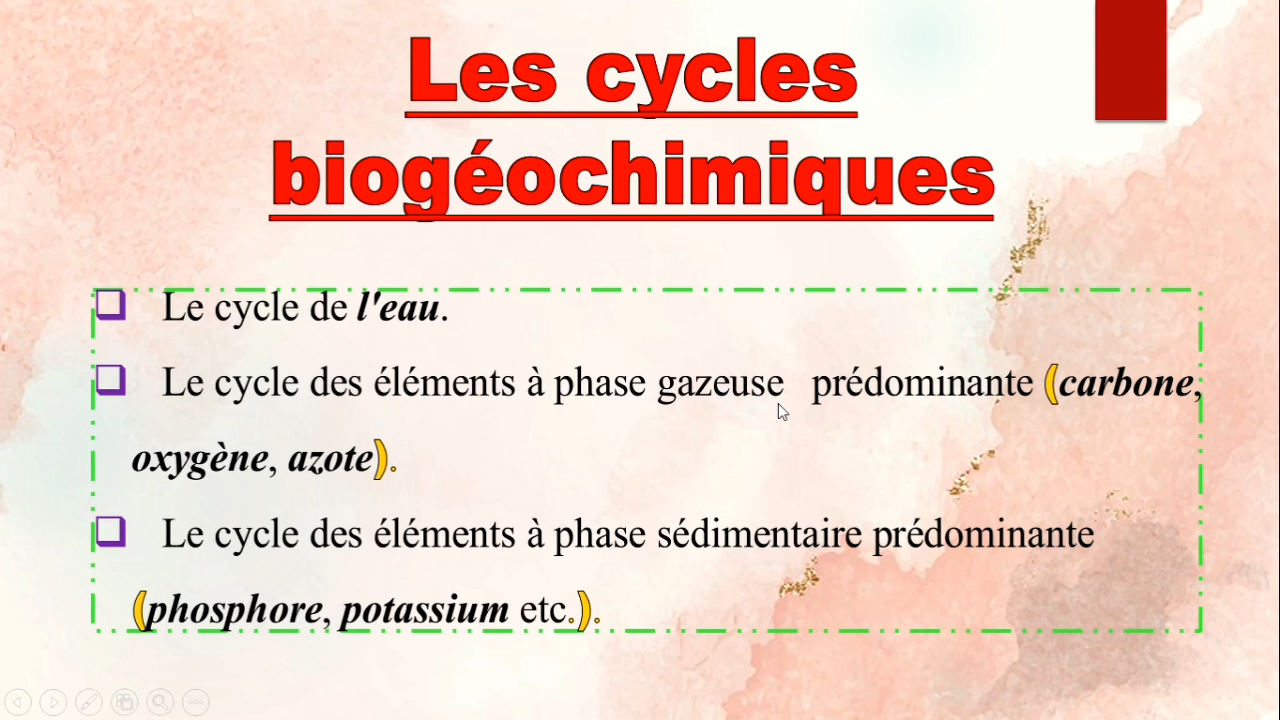 Les cycles
biogéochimiques
Le cycle de l'eau.
Le cycle des éléments à phase gazeuse prédominante (carbone,
oxygène, azote).
Le cycle des éléments à phase sédimentaire prédominante
(phosphore, potassium etc.).